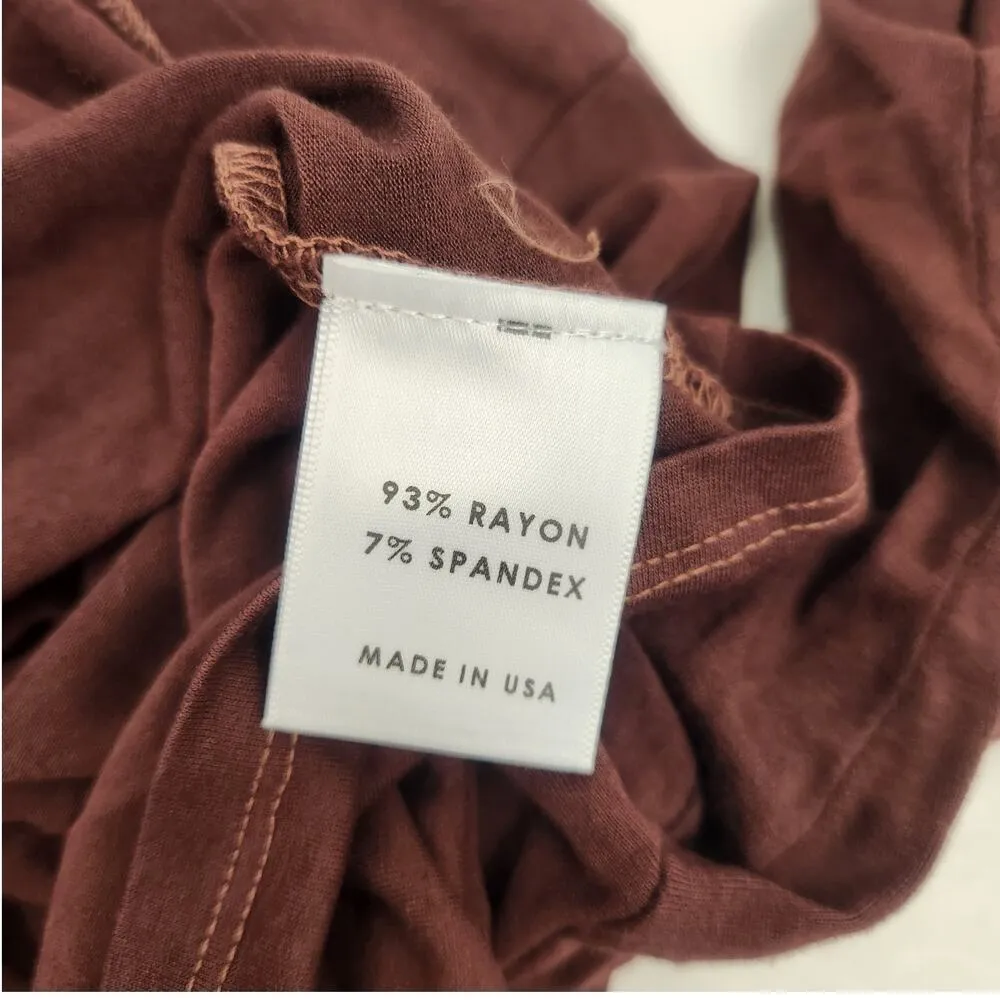 93% RAYON
7% SPANDEX
MADE IN USA